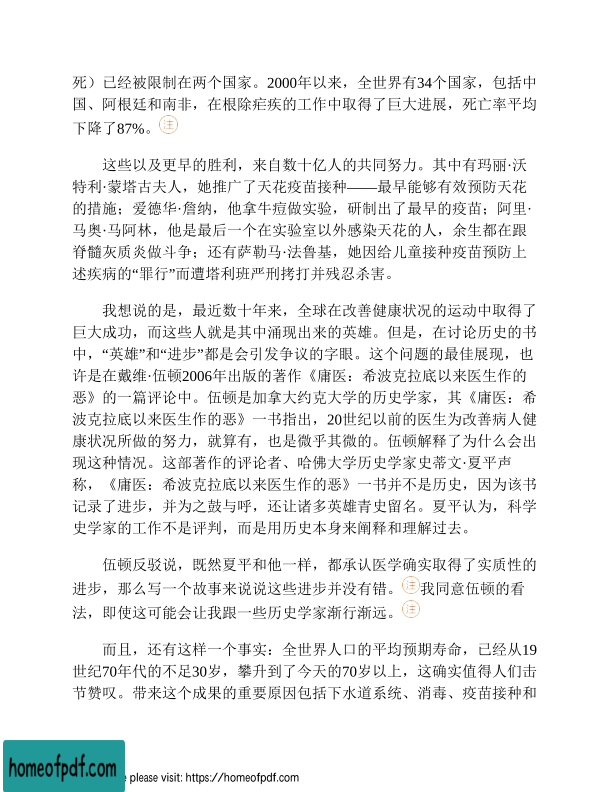 死）已经被限制在两个国家。2000年以来，全世界有34个国家，包括中
国、阿根廷和南非，在根除疟疾的工作中取得了巨大进展，死亡率平均
下降了87%。注
这些以及更早的胜利，来自数十亿人的共同努力。其中有玛丽·沃
特利·蒙塔古夫人，她推广了天花疫苗接种——最早能够有效预防天花
的措施；爱德华·詹纳，他拿牛痘做实验，研制出了最早的疫苗；阿里·
马奥·马阿林，他是最后一个在实验室以外感染天花的人，余生都在跟
脊髓灰质炎做斗争；还有萨勒马·法鲁基，她因给儿童接种疫苗预防上
述疾病的“罪行”而遭塔利班严刑拷打并残忍杀害。
我想说的是，最近数十年来，全球在改善健康状况的运动中取得了
巨大成功，而这些人就是其中涌现出来的英雄。但是，在讨论历史的书
中，“英雄”和“进步”都是会引发争议的字眼。这个问题的最佳展现，也
许是在戴维·伍顿2006年出版的著作《庸医：希波克拉底以来医生作的
恶》的一篇评论中。伍顿是加拿大约克大学的历史学家，其《庸医：希
波克拉底以来医生作的恶》一书指出，20世纪以前的医生为改善病人健
康状况所做的努力，就算有，也是微乎其微的。伍顿解释了为什么会出
现这种情况。这部著作的评论者、哈佛大学历史学家史蒂文·夏平声
称，《庸医：希波克拉底以来医生作的恶》一书并不是历史，因为该书
记录了进步，并为之鼓与呼，还让诸多英雄青史留名。夏平认为，科学
史学家的工作不是评判，而是用历史本身来阐释和理解过去。
伍顿反驳说，既然夏平和他一样，都承认医学确实取得了实质性的
进步，那么写一个故事来说说这些进步并没有错。注我同意伍顿的看
法，即使这可能会让我跟一些历史学家渐行渐远。注
而且，还有这样一个事实：全世界人口的平均预期寿命，已经从19
世纪70年代的不足30岁，攀升到了今天的70岁以上，这确实值得人们击
节赞叹。带来这个成果的重要原因包括下水道系统、消毒、疫苗接种和
homeofpdf.com
please visit: https://homeofpdf.com